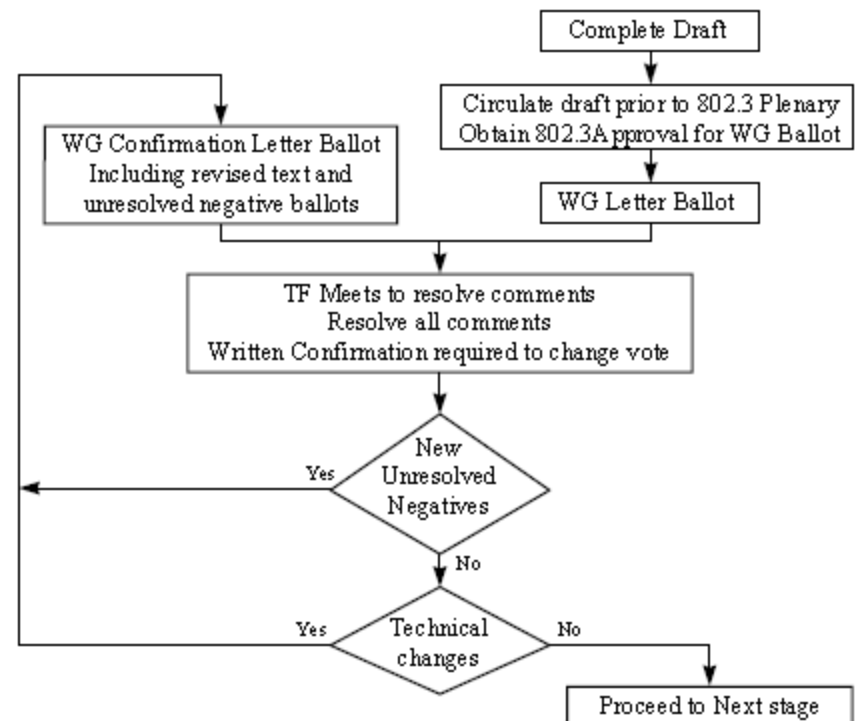 Complete Draft
Circulate draft prior to 802.3 Plenary
Obtain 802.3Approval for WG Ballot
WG Letter Ballot
WG Confirmation Letter Ballot
Including revised text and
unresolved negative ballots
TF Meets to resolve comments
Resolve all comments
Written Confirmation required to change vote
New
Unresolved
Negatives
Yes
No
Technical
changes
Yes
No
Proceed to Next stage